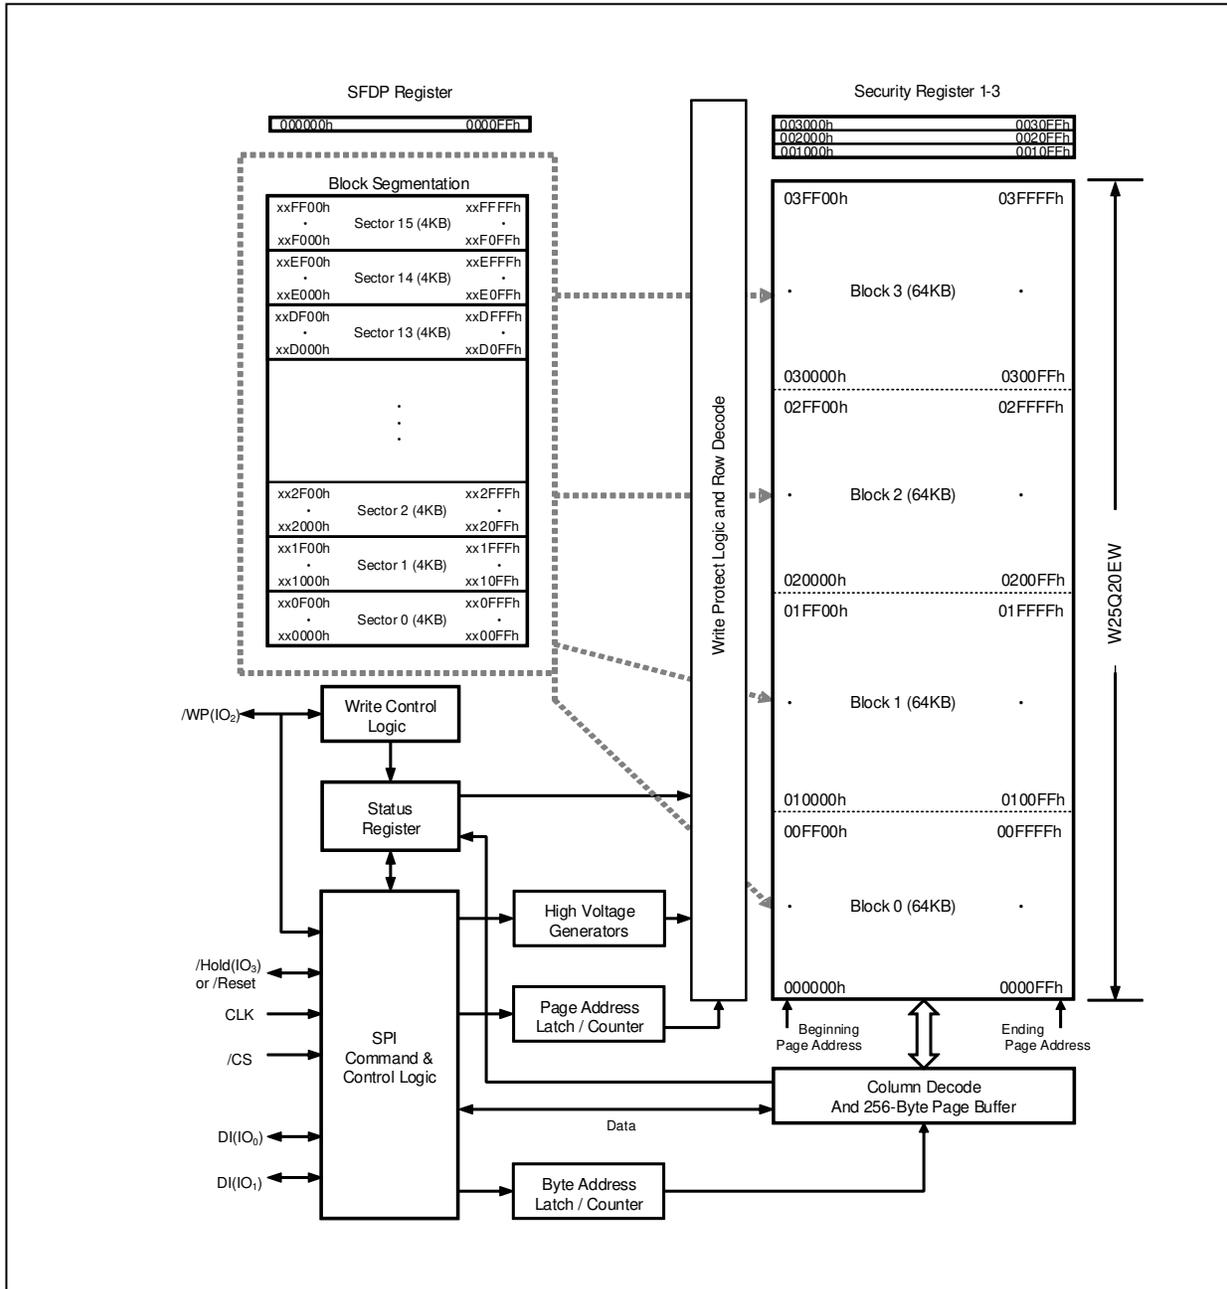 SFDP Register
000000h 0000FFh
Block Segmentation
xxFF00h xxFFFFh
Sector 15 (4KB)
xxF000h xxF0FFh
xxEF00h xxEFFFh
Sector 14 (4KB)
xxE000h xxE0FFh
xxDF00h xxDFFFh
Sector 13 (4KB)
xxD000h xxD0FFh
xx2F00h xx2FFFh
Sector 2 (4KB)
xx2000h xx20FFh
xx1F00h xx1FFFh
Sector 1 (4KB)
xx1000h xx10FFh
xx0F00h xx0FFFh
Sector 0 (4KB)
xx0000h xx00FFh
Write Protect Logic and Row Decode
Security Register 1-3
003000h 0030FFh
002000h 0020FFh
001000h 0010FFh
03FF00h 03FFFFh
Block 3 (64KB)
030000h 0300FFh
02FF00h 02FFFFh
Block 2 (64KB)
020000h 0200FFh
01FF00h 01FFFFh
Block 1 (64KB)
010000h 0100FFh
00FF00h 00FFFFh
Block 0 (64KB)
000000h 0000FFh
W25Q20EW
Beginning
Page Address
Ending
Page Address
/WP(IO₂)
Write Control
Logic
Status
Register
High Voltage
Generators
/Hold(IO₃)
or /Reset
CLK
/CS
DI(IO₀)
DI(IO₁)
SPI
Command &
Control Logic
Page Address
Latch / Counter
Column Decode
And 256-Byte Page Buffer
Data
Byte Address
Latch / Counter